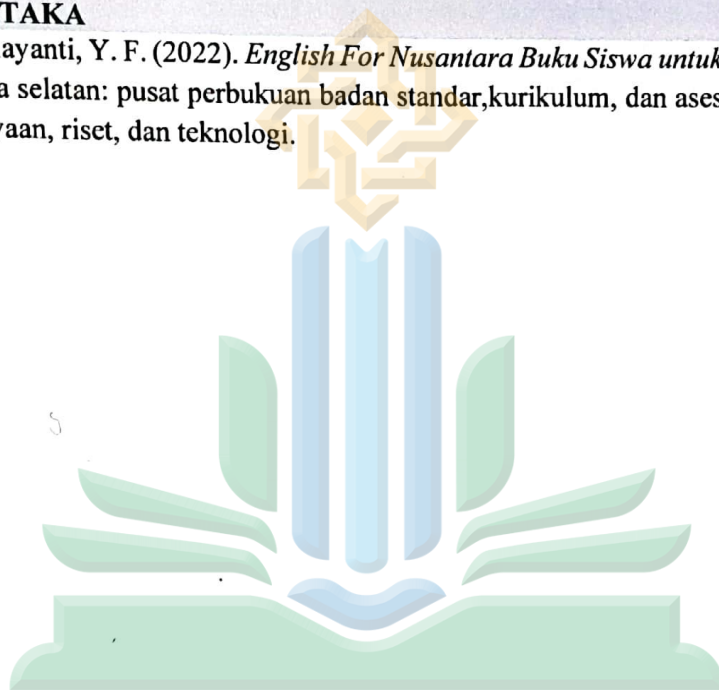 TAKA
ayanti, Y. F. (2022). English For Nusantara Buku Siswa untuk
a selatan: pusat perbukuan badan standar,kurikulum, dan ases
aan, riset, dan teknologi.